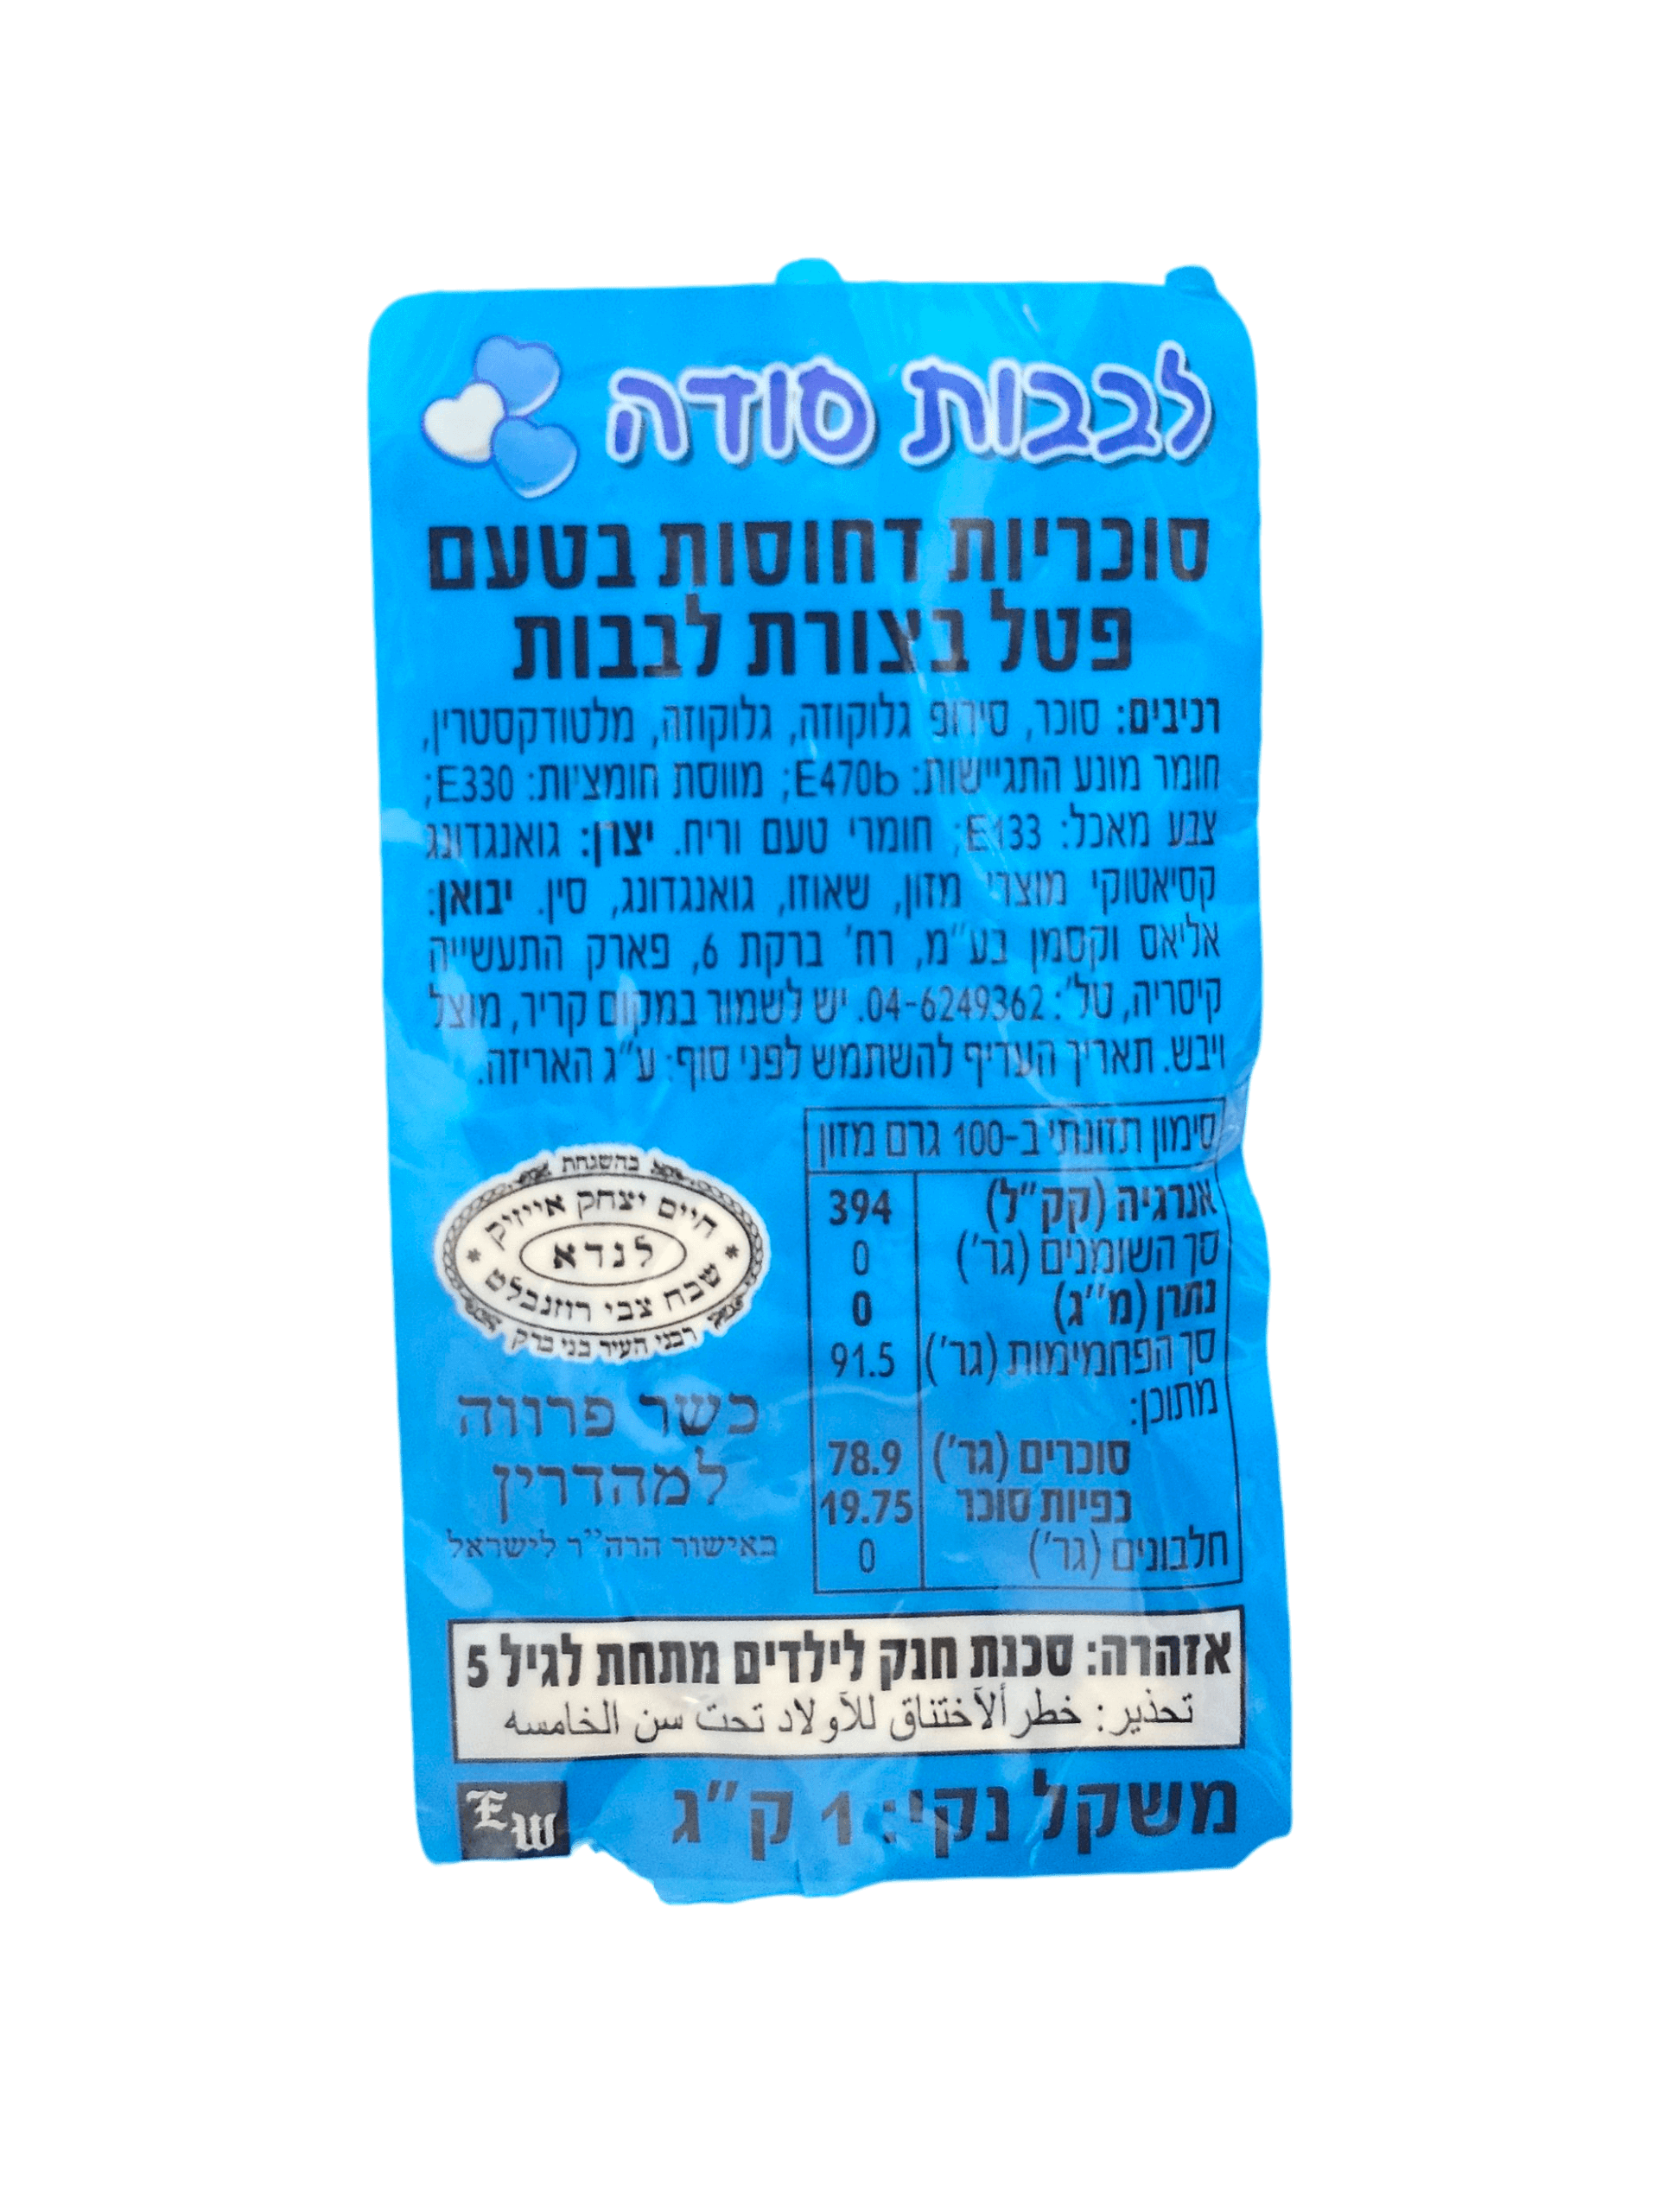 לבבות סודה
סוכריות דחוסות בטעם
פטל בצורת לבבות
רכיבים: סוכר, סירופ גלוקוזה, גלוקוזה, מלטודקסטרין,
חומר מונע התגיישות: E470b; מווסת חומציות: E330;
צבע מאכל: E133; חומרי טעם וריח. יצרן: גואנגדונג
קסיאטוקי מוצרי מזון, שאוזו, גואנגדונג, סין. יבואן:
אליאס וקסמן בע"מ, רח' ברקת 6, פארק התעשייה
קיסריה, טל': 04-6249362. יש לשמור במקום קריר, מוצל
ויבש. תאריך העדיף להשתמש לפני סוף: ע"ג האריזה.
סימון תזונתי ב-100 גרם מזון
אנרגיה (קק"ל) 394
סך השומנים (גר') 0
נתרן (מ"ג) 0
סך הפחמימות (גר') 91.5
מתוכן:
סוכרים (גר') 78.9
כפיות סוכר 19.75
חלבונים (גר') 0
בהשגחת
חיים יצחק אייזיק
לנדא
שבח צבי רוזנבלט
רבני העיר בני ברק
כשר פרווה
למהדרין
באישור הרה"ר לישראל
אזהרה: סכנת חנק לילדים מתחת לגיל 5
تحذير: خطر ألآختناق للآولاد تحت سن الخامسه
משקל נקי: 1 ק"ג
EW